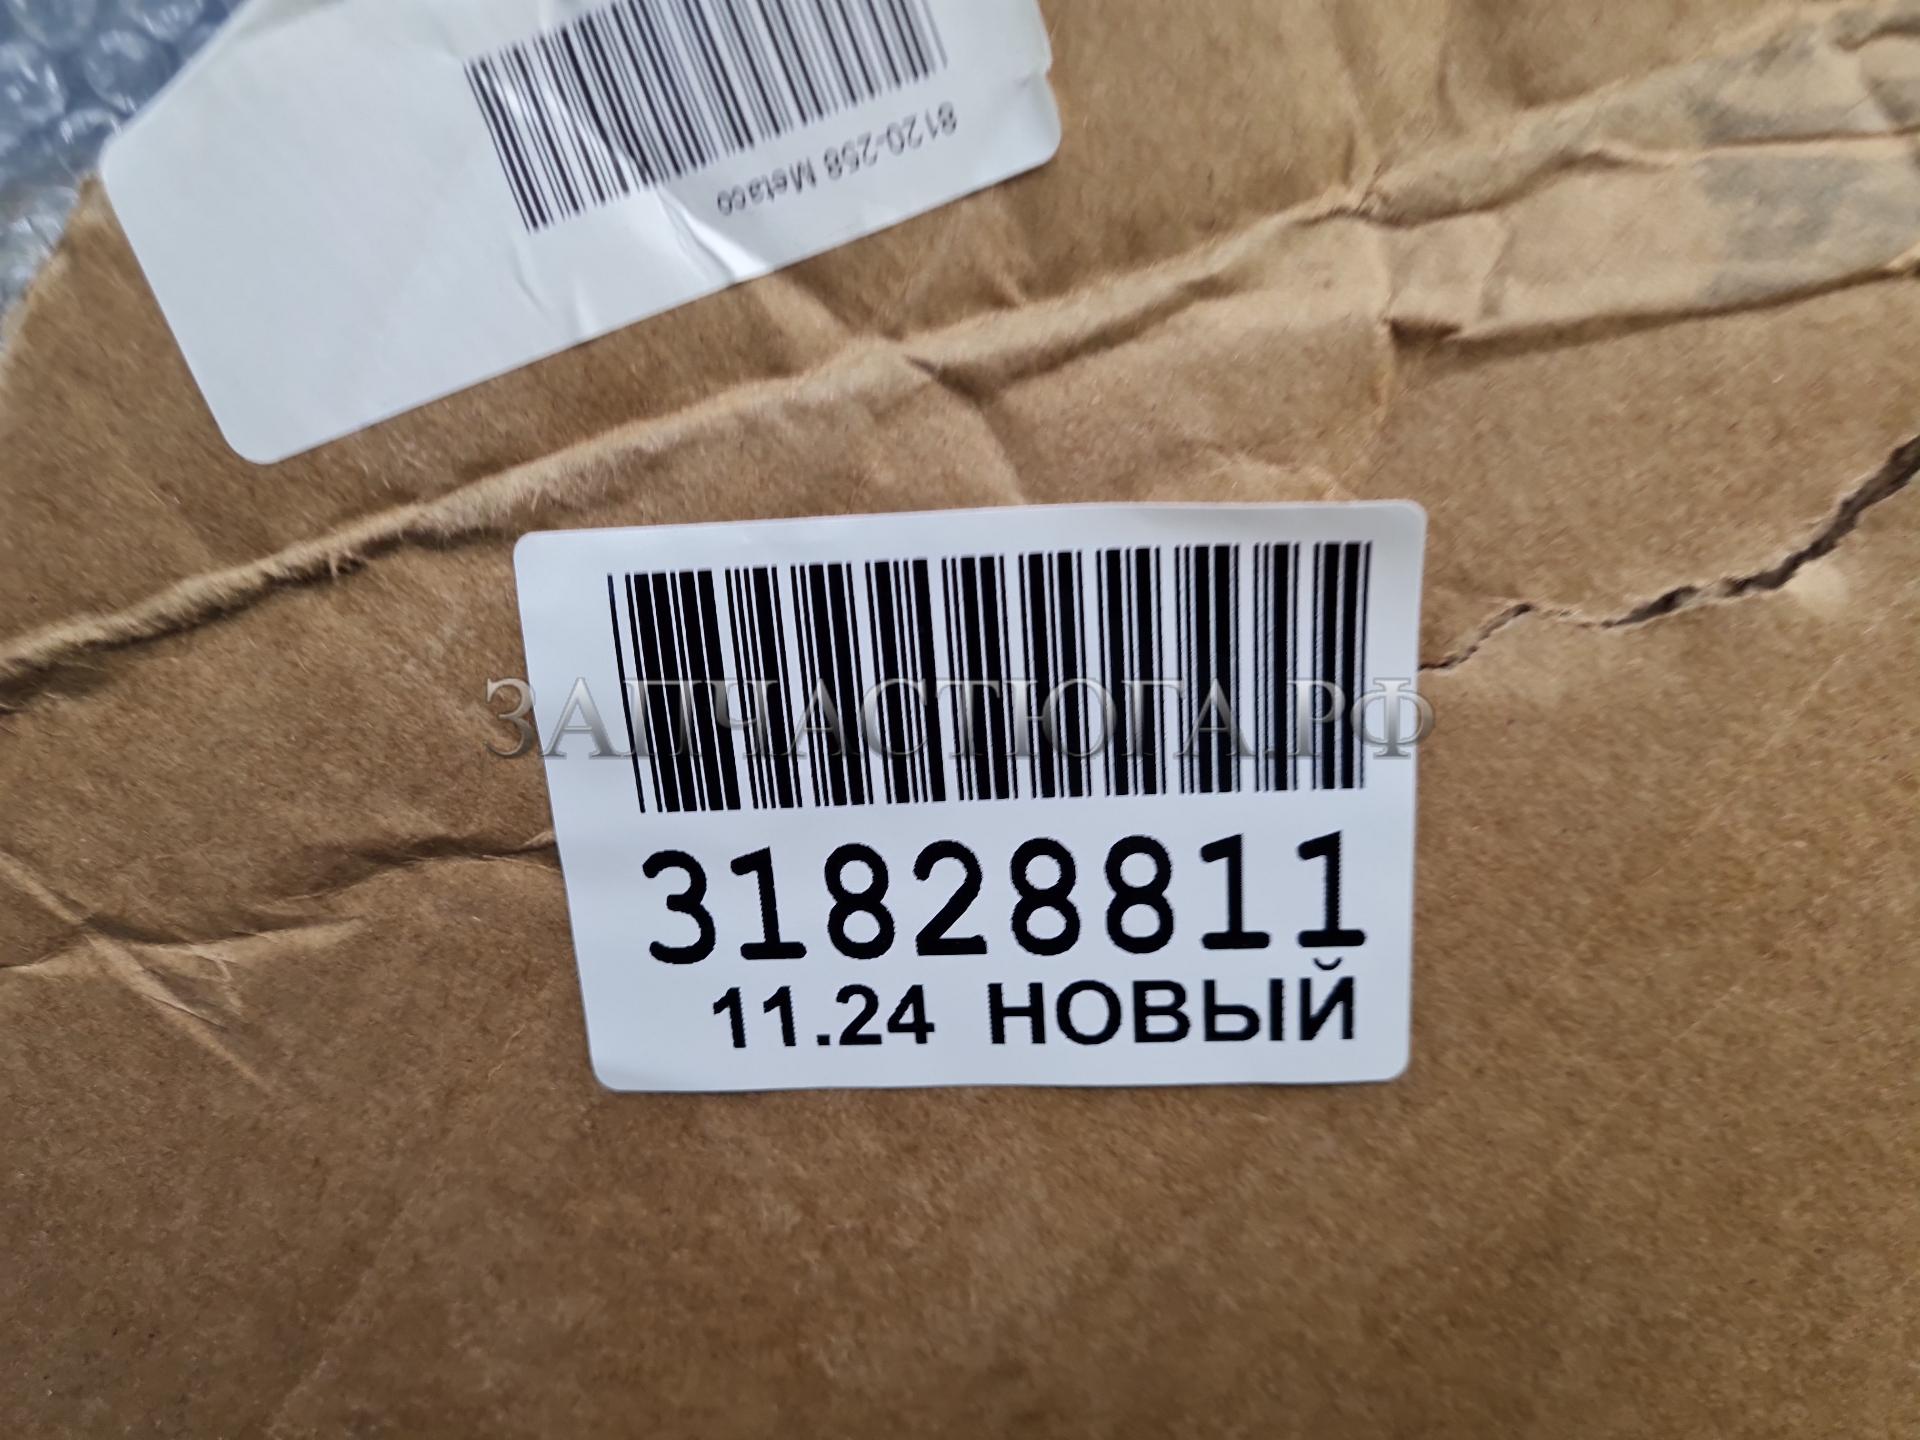 8120-258 Metaco
ЗАПЧАСТЮГА.РФ
31828811
11.24 НОВЫЙ